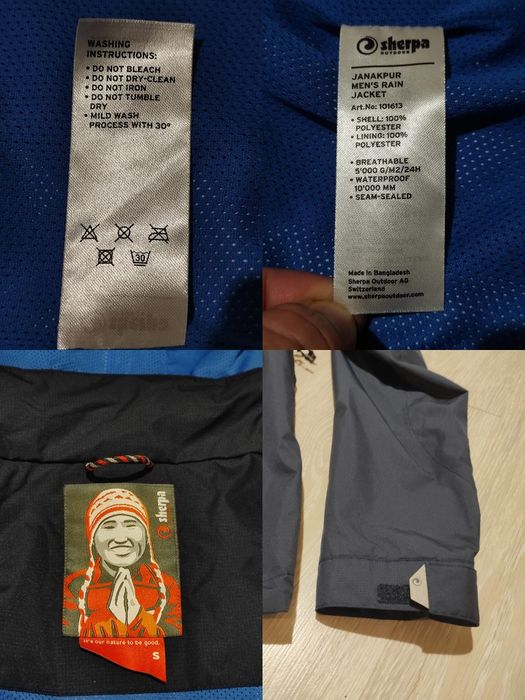 WASHING
INSTRUCTIONS:
• DO NOT BLEACH
• DO NOT DRY-CLEAN
• DO NOT IRON
• DO NOT TUMBLE
DRY
• MILD WASH
PROCESS WITH 30°
30
sherpa
OUTDOOR
JANAKPUR
MEN'S RAIN
JACKET
Art.No: 101613
• SHELL: 100%
POLYESTER
• LINING: 100%
POLYESTER
• BREATHABLE
5'000 G/M2/24H
• WATERPROOF
10'000 MM
• SEAM-SEALED
Made in Bangladesh
Sherpa Outdoor AG
Switzerland
www.sherpaoutdoor.com
sherpa
It's our nature to be good.
S